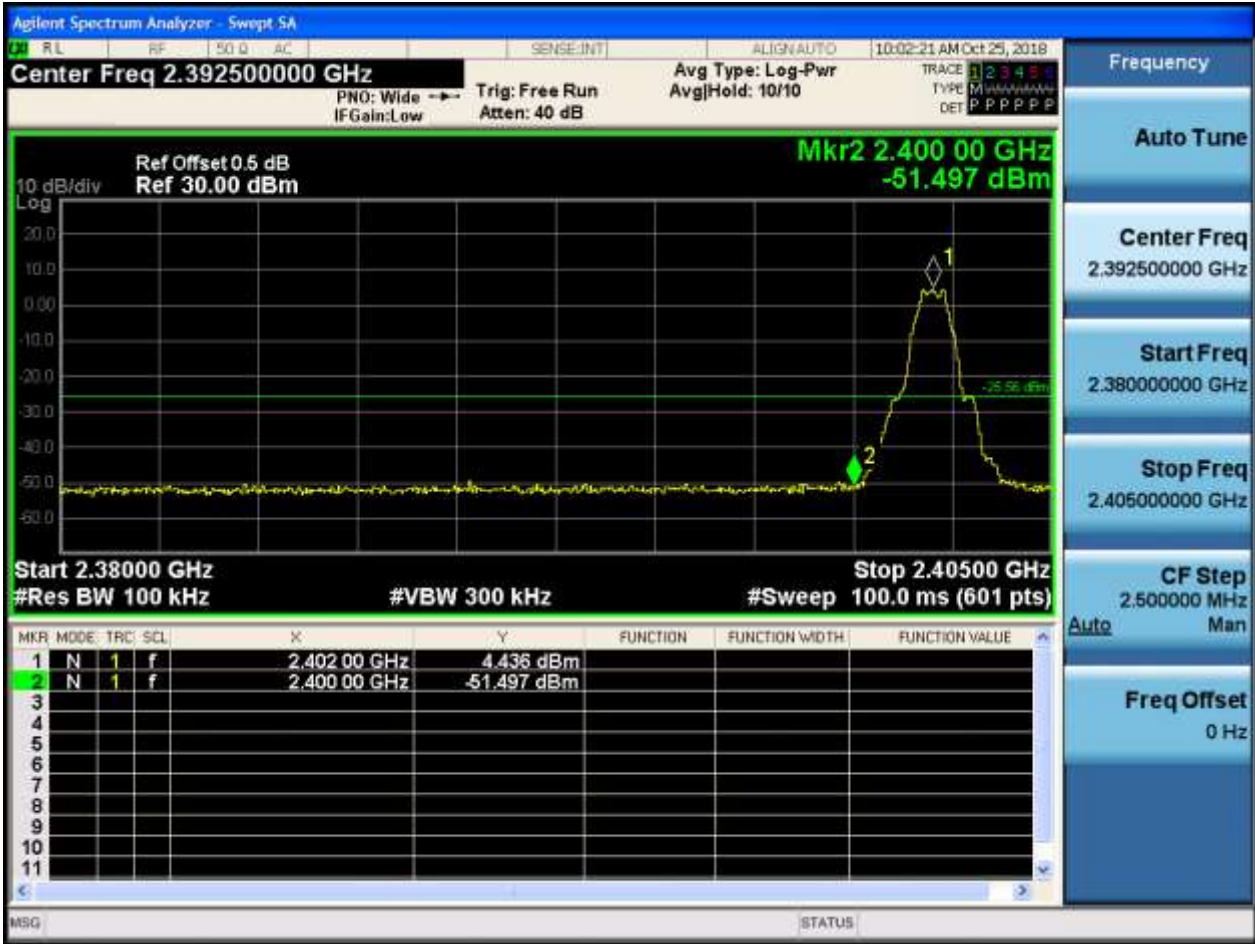 Agilent Spectrum Analyzer - Swept SA
RL RF 50 Ω AC SENSE:INT ALIGN AUTO 10:02:21 AM Oct 25, 2018
Center Freq 2.392500000 GHz
PNO: Wide
IFGain:Low
Trig: Free Run
Atten: 40 dB
Avg Type: Log-Pwr
Avg|Hold: 10/10
TRACE 1 2 3 4 5 6
TYPE M
DET P P P P P P
Mkr2 2.400 00 GHz
-51.497 dBm
Ref Offset 0.5 dB
10 dB/div Ref 30.00 dBm
Log
20.0
10.0
0.00
-10.0
-20.0
-30.0
-40.0
-50.0
-60.0
1
-25.56 dBm
2
Start 2.38000 GHz Stop 2.40500 GHz
#Res BW 100 kHz #VBW 300 kHz #Sweep 100.0 ms (601 pts)
MKR MODE TRC SCL X Y FUNCTION FUNCTION WIDTH FUNCTION VALUE
1 N 1 f 2.402 00 GHz 4.436 dBm
2 N 1 f 2.400 00 GHz -51.497 dBm
3
4
5
6
7
8
9
10
11
MSG STATUS
Frequency
Auto Tune
Center Freq
2.392500000 GHz
Start Freq
2.380000000 GHz
Stop Freq
2.405000000 GHz
CF Step
2.500000 MHz
Auto Man
Freq Offset
0 Hz